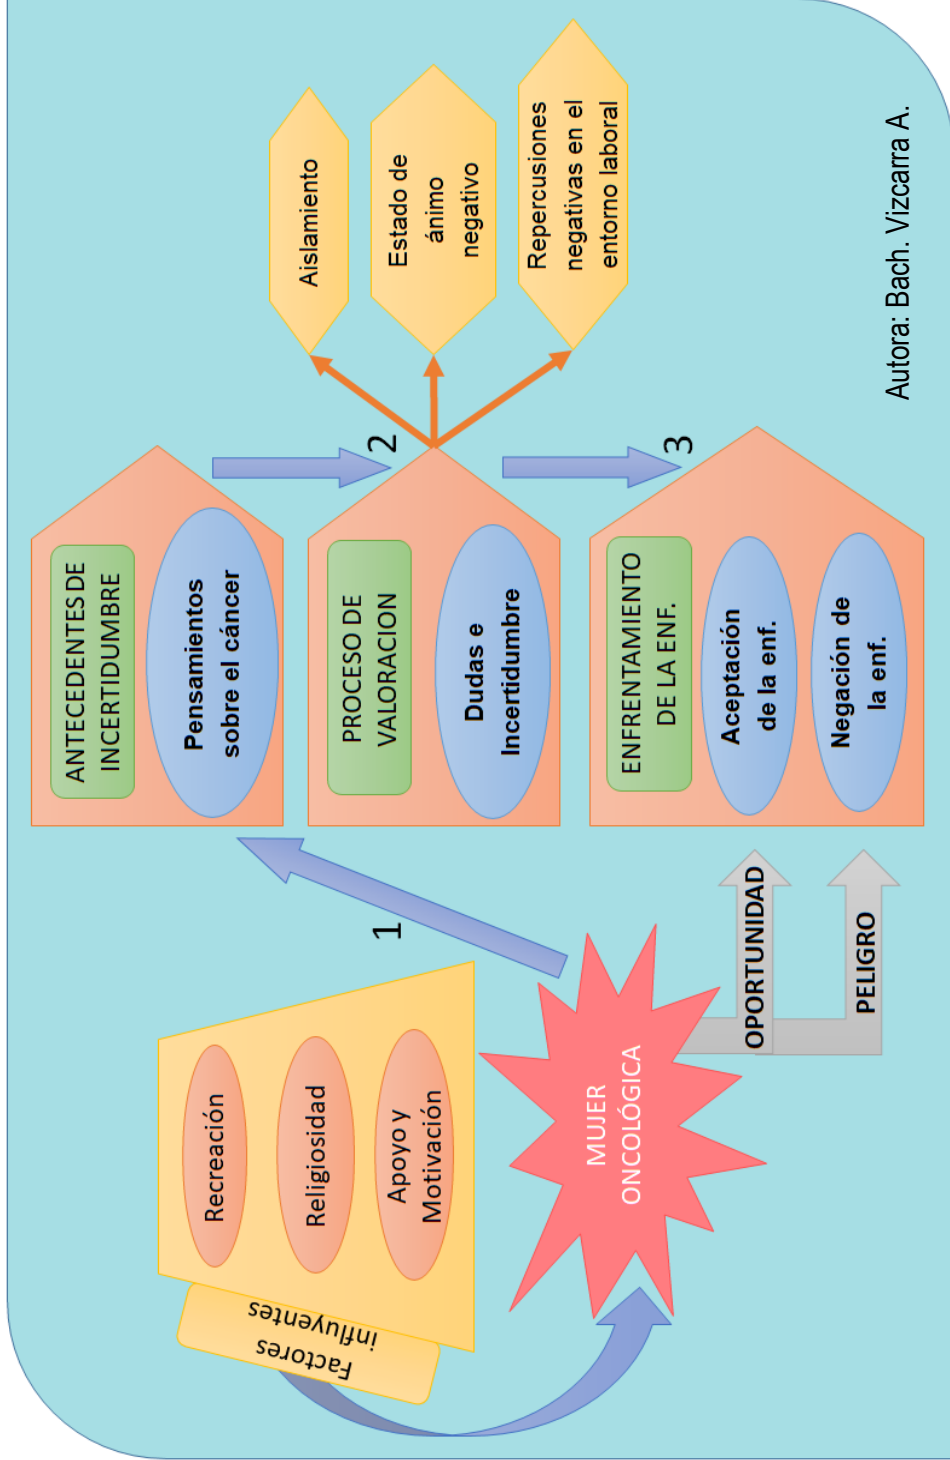 Factores
influyentes
Recreación
Religiosidad
Apoyo y
Motivación
MUJER
ONCOLÓGICA
1
ANTECEDENTES DE
INCERTIDUMBRE
Pensamientos
sobre el cáncer
2
PROCESO DE
VALORACION
Dudas e
Incertidumbre
Aislamiento
Estado de
ánimo
negativo
Repercusiones
negativas en el
entorno laboral
3
OPORTUNIDAD
PELIGRO
ENFRENTAMIENTO
DE LA ENF.
Aceptación
de la enf.
Negación de
la enf.
Autora: Bach. Vizcarra A.